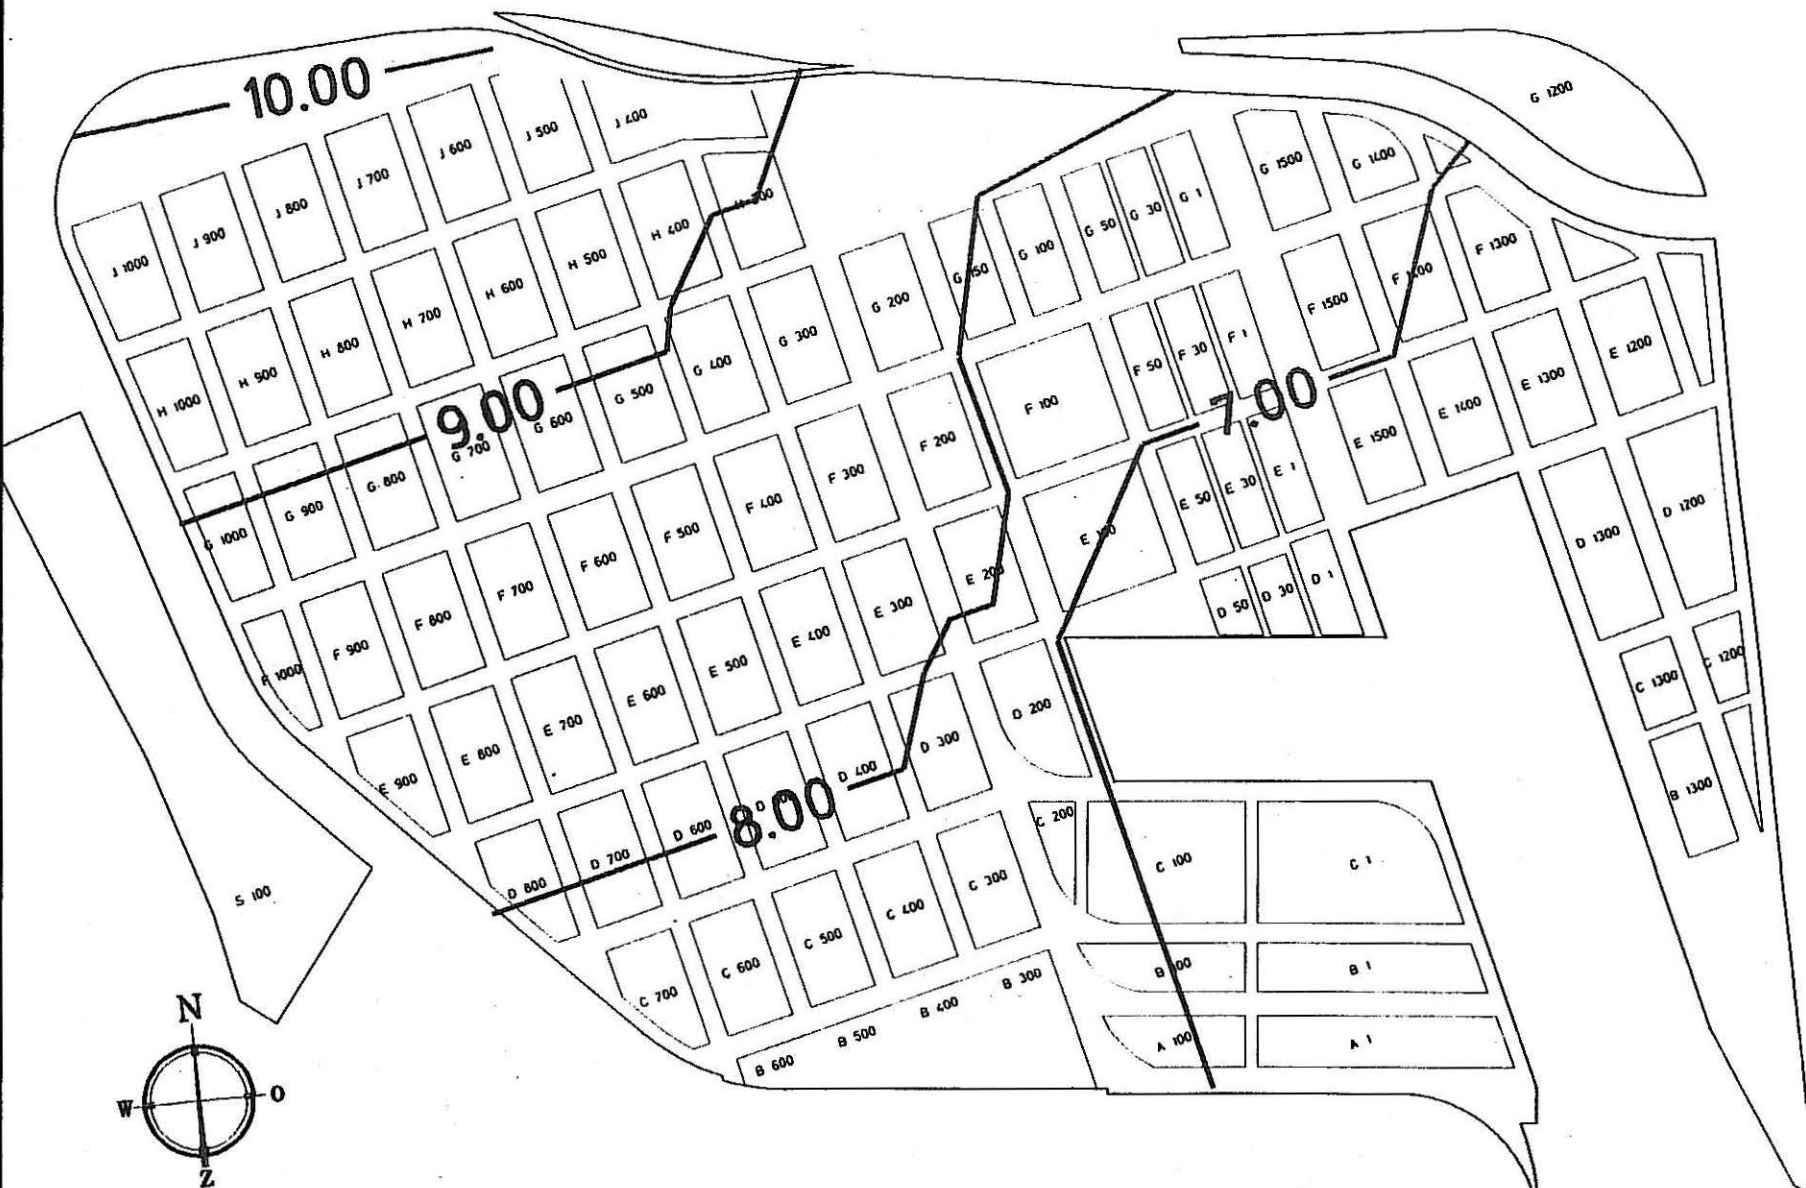 10.00
G 1200
J 1000
J 900
J 800
J 700
J 600
J 500
J 400
H 1000
H 900
H 800
H 700
H 600
H 500
H 400
H 300
G 1000
G 900
G 800
G 700
G 600
G 500
G 400
G 300
G 200
G 150
G 100
G 50
G 30
G 1
G 1500
G 1400
9.00
F 1000
F 900
F 800
F 700
F 600
F 500
F 400
F 300
F 200
F 100
F 50
F 30
F 1
F 1500
F 1400
F 1300
7.00
E 900
E 800
E 700
E 600
E 500
E 400
E 300
E 200
E 100
E 50
E 30
E 1
E 1500
E 1400
E 1300
E 1200
D 800
D 700
D 600
8.00
D 400
D 300
D 200
D 50
D 30
D 1
D 1300
D 1200
C 700
C 600
C 500
C 400
C 300
C 200
C 100
C 1
C 1300
C 1200
B 600
B 500
B 400
B 300
B 100
B 1
B 1300
A 100
A 1
S 100
N
W
O
Z